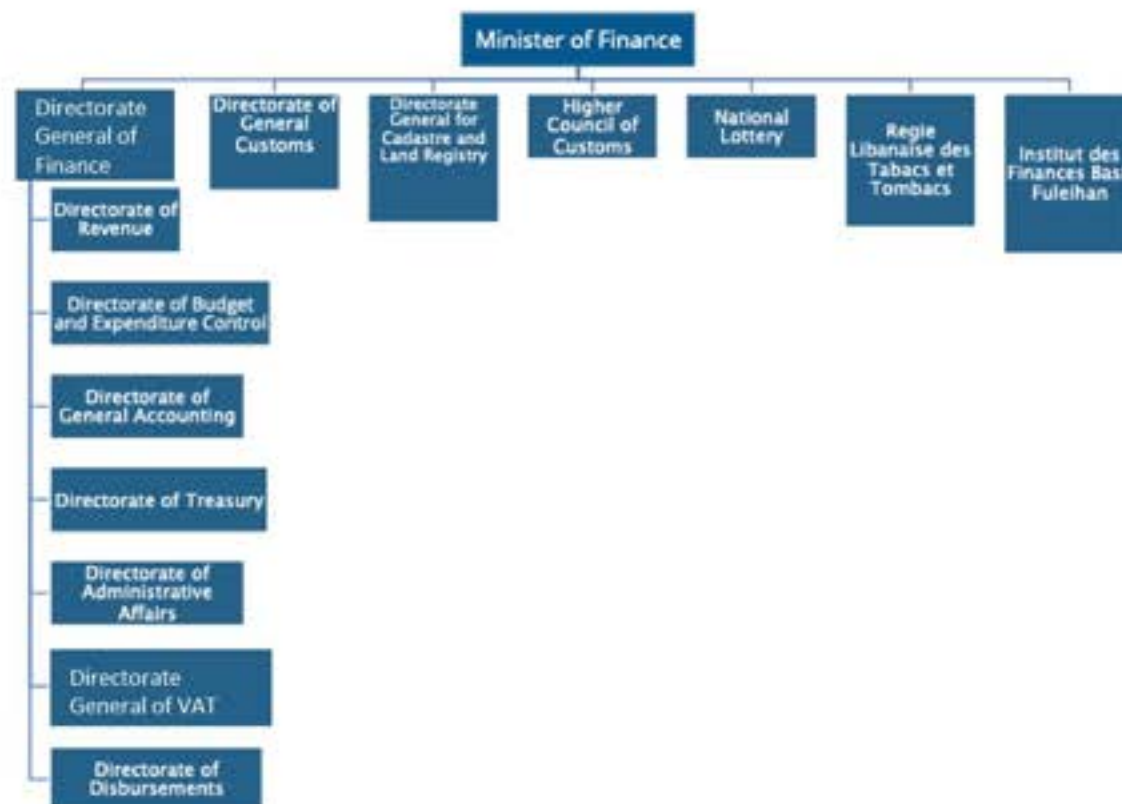 Minister of Finance
Directorate
General of
Finance
Directorate of
General
Customs
Directorate
General for
Cadastre and
Land Registry
Higher
Council of
Customs
National
Lottery
Regie
Libanaise des
Tabacs et
Tombacs
Institut des
Finances
Fuleihan
Directorate of
Revenue
Directorate of Budget
and Expenditure Control
Directorate of
General Accounting
Directorate of Treasury
Directorate of
Administrative
Affairs
Directorate
General of VAT
Directorate of
Disbursements